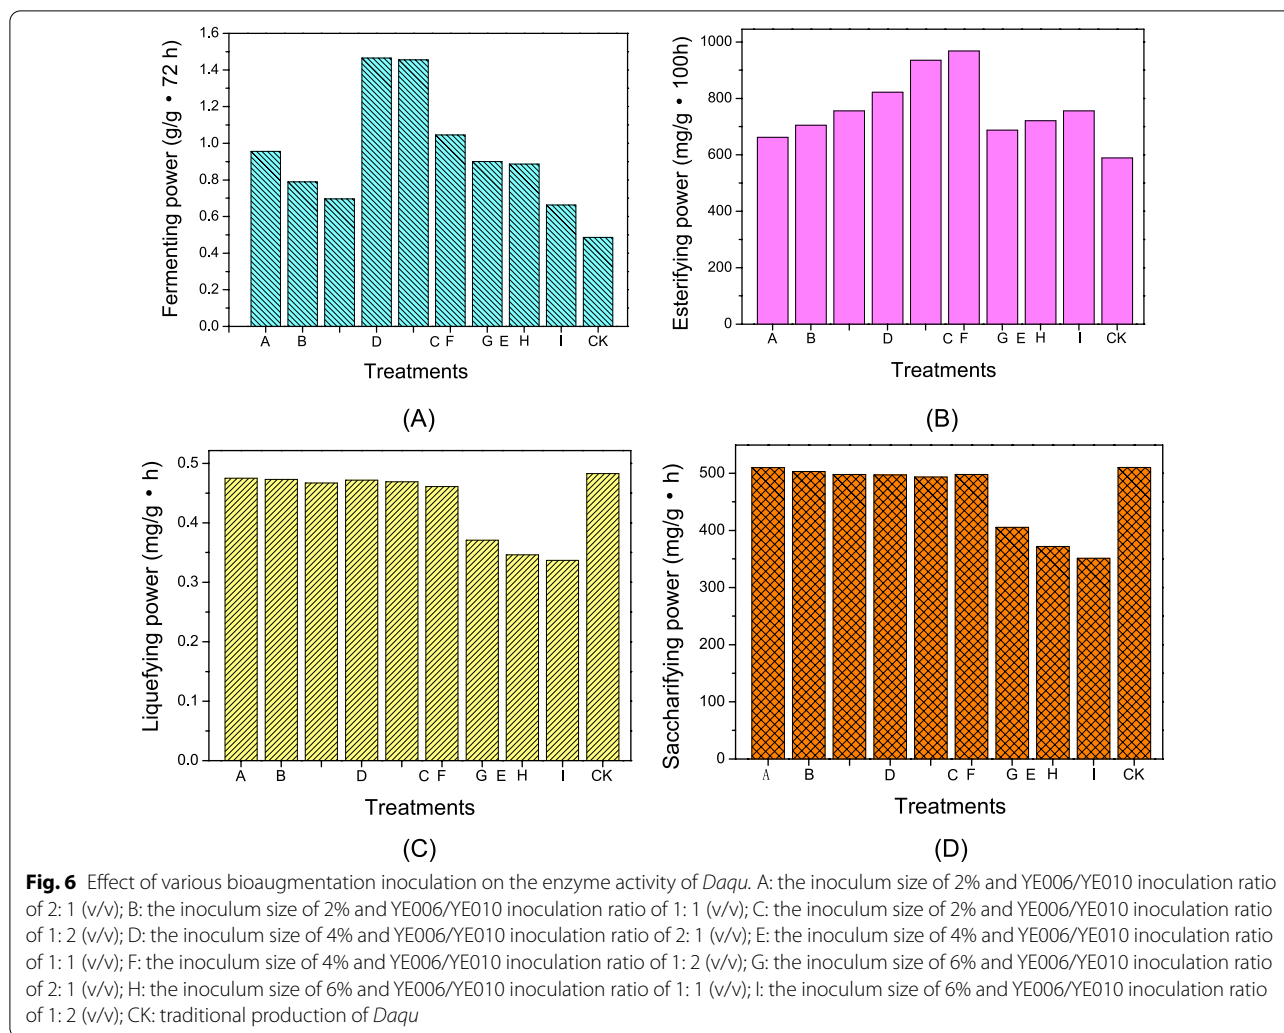 1.6
1.4
1.2
1.0
0.8
0.6
0.4
0.2
0.0
Fermenting power (g/g • 72 h)
A B D C F G E H I CK
Treatments
(A)
1000
800
600
400
200
0
Esterifying power (mg/g • 100h)
A B D C F G E H I CK
Treatments
(B)
0.5
0.4
0.3
0.2
0.1
0.0
Liquefying power (mg/g • h)
A B D C F G E H I CK
Treatments
(C)
500
400
300
200
100
0
Saccharifying power (mg/g • h)
A B D C F G E H I CK
Treatments
(D)
Fig. 6 Effect of various bioaugmentation inoculation on the enzyme activity of Daqu. A: the inoculum size of 2% and YE006/YE010 inoculation ratio
of 2: 1 (v/v); B: the inoculum size of 2% and YE006/YE010 inoculation ratio of 1: 1 (v/v); C: the inoculum size of 2% and YE006/YE010 inoculation ratio
of 1: 2 (v/v); D: the inoculum size of 4% and YE006/YE010 inoculation ratio of 2: 1 (v/v); E: the inoculum size of 4% and YE006/YE010 inoculation ratio
of 1: 1 (v/v); F: the inoculum size of 4% and YE006/YE010 inoculation ratio of 1: 2 (v/v); G: the inoculum size of 6% and YE006/YE010 inoculation ratio
of 2: 1 (v/v); H: the inoculum size of 6% and YE006/YE010 inoculation ratio of 1: 1 (v/v); I: the inoculum size of 6% and YE006/YE010 inoculation ratio
of 1: 2 (v/v); CK: traditional production of Daqu